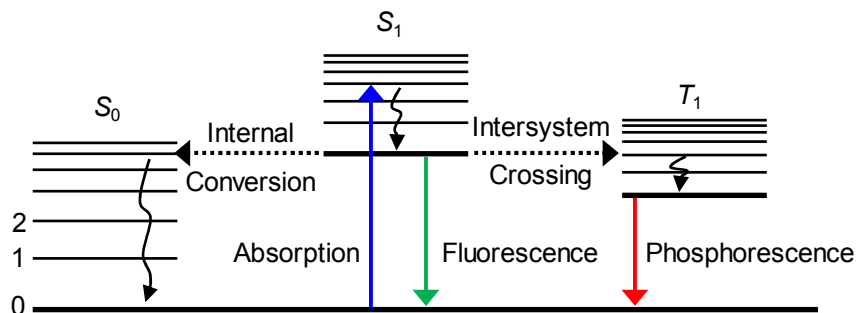 S1
S0
T1
Internal
Conversion
Intersystem
Crossing
2
1
0
Absorption
Fluorescence
Phosphorescence